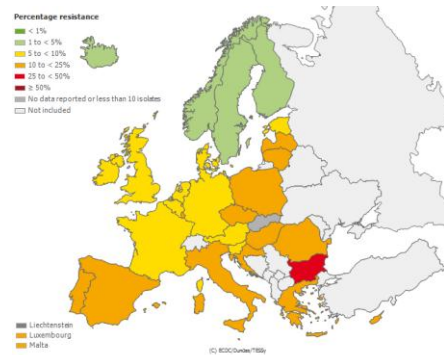 Percentage resistance
< 1%
1 to < 5%
5 to < 10%
10 to < 25%
25 to < 50%
≥ 50%
No data reported or less than 10 isolates
Not included
Liechtenstein
Luxembourg
Malta
(C) ECDC/Dundas/TESSy